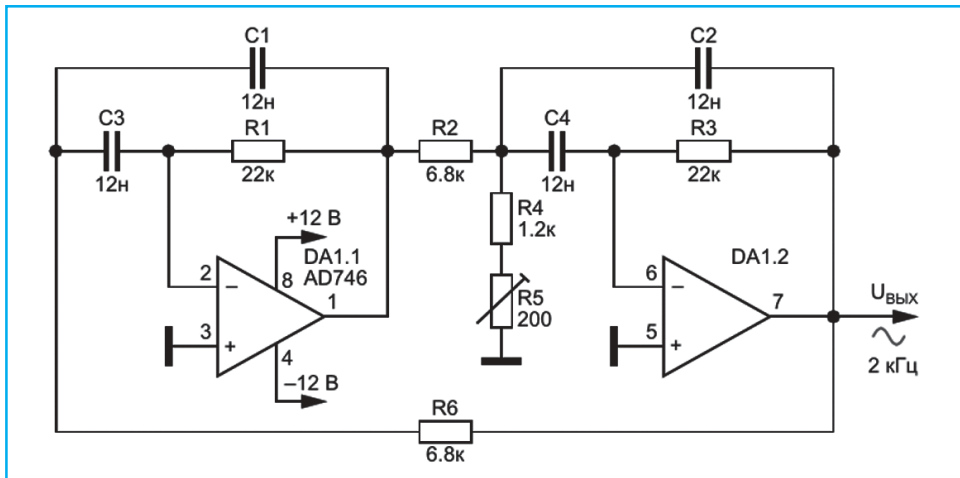 C1
12н
C2
12н
C3
12н
R1
22к
R2
6.8к
C4
12н
R3
22к
R4
1.2к
R5
200
+12 В
DA1.1
AD746
2
8
1
3
4
–
+
–12 В
DA1.2
6
7
5
–
+
UВЫХ
2 кГц
R6
6.8к